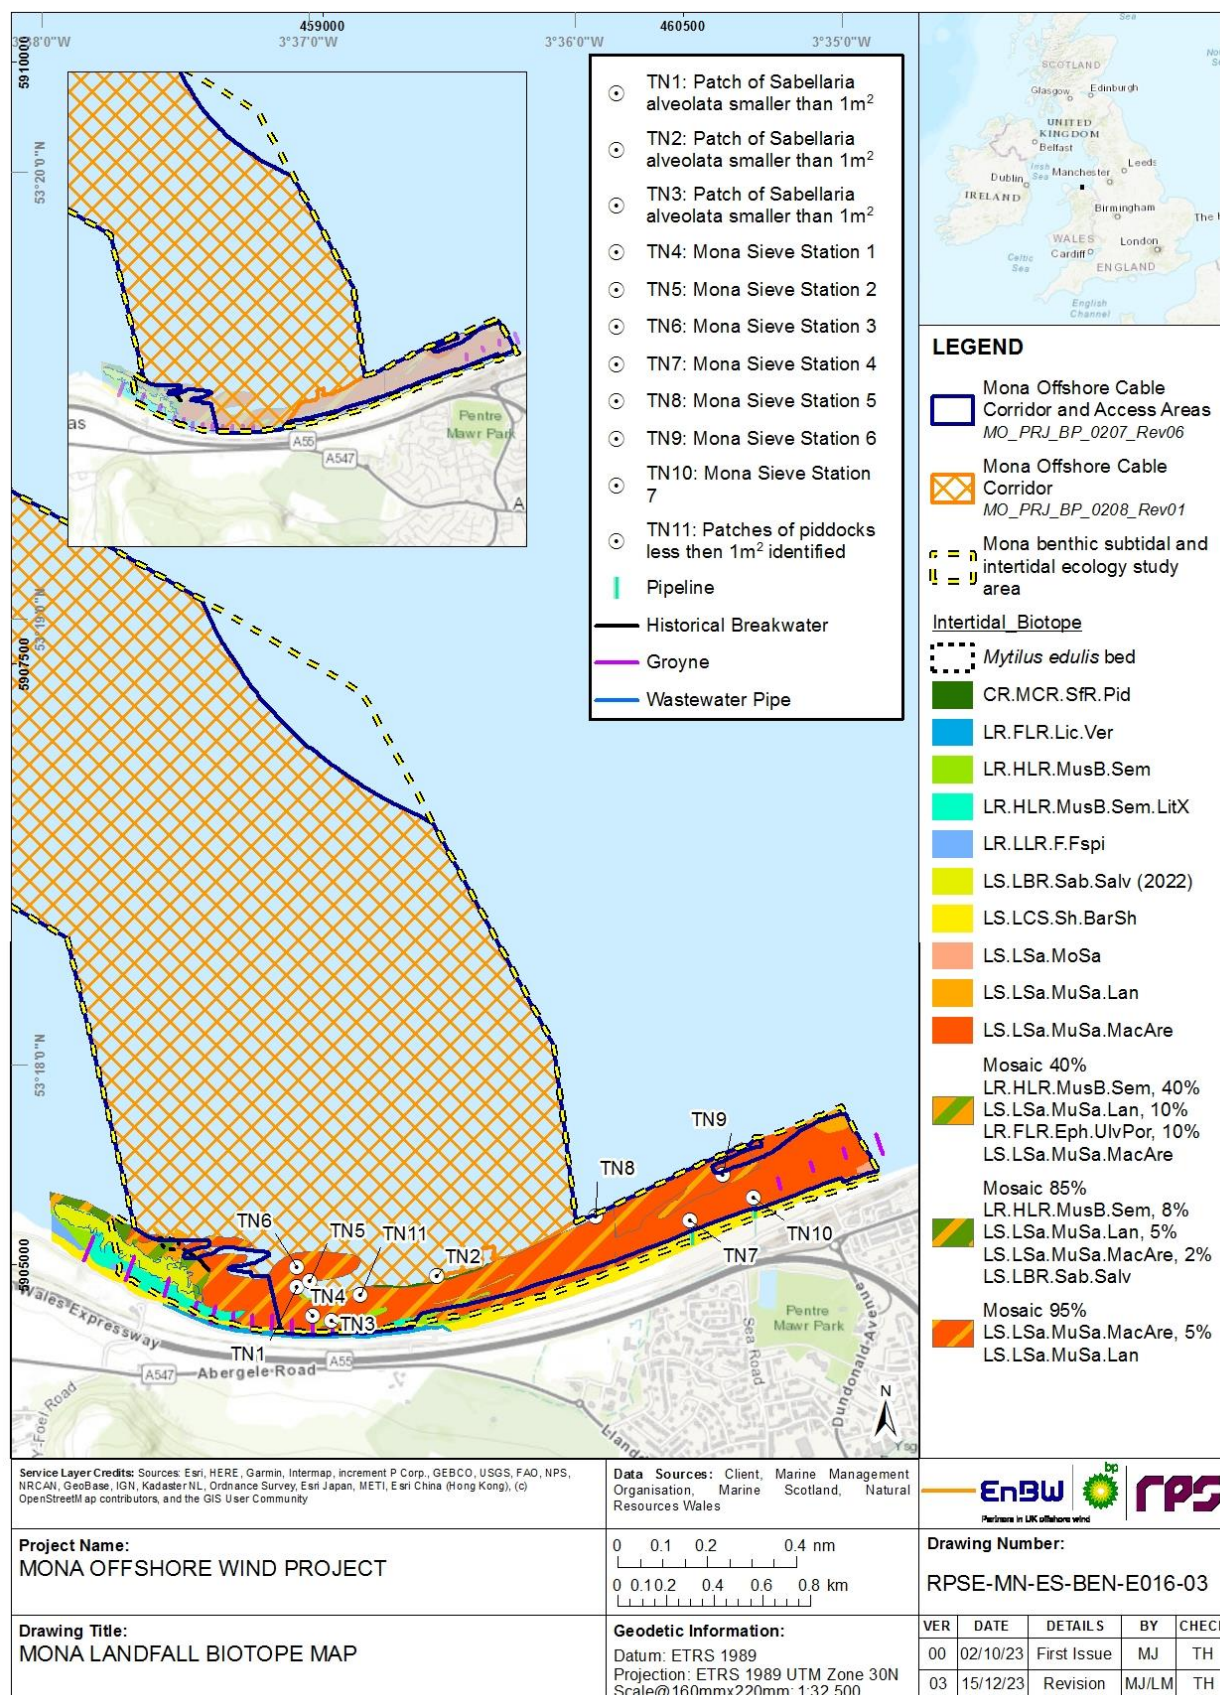 459000
460500
3°38'0"W
3°37'0"W
3°36'0"W
3°35'0"W
5910000
53°20'0"N
53°19'0"N
5907500
53°18'0"N
5905000
as
A55
A547
Pentre
Mawr Park
A
TN1: Patch of Sabellaria
alveolata smaller than 1m²
TN2: Patch of Sabellaria
alveolata smaller than 1m²
TN3: Patch of Sabellaria
alveolata smaller than 1m²
TN4: Mona Sieve Station 1
TN5: Mona Sieve Station 2
TN6: Mona Sieve Station 3
TN7: Mona Sieve Station 4
TN8: Mona Sieve Station 5
TN9: Mona Sieve Station 6
TN10: Mona Sieve Station
7
TN11: Patches of piddocks
less then 1m² identified
Pipeline
Historical Breakwater
Groyne
Wastewater Pipe
Sea
SCOTLAND
Glasgow
Edinburgh
UNITED
KINGDOM
Belfast
Irish
Sea
Leeds
Manchester
Dublin
IRELAND
Birmingham
The
WALES
London
Cardiff
ENGLAND
Celtic
Sea
English
Channel
LEGEND
Mona Offshore Cable
Corridor and Access Areas
MO_PRJ_BP_0207_Rev06
Mona Offshore Cable
Corridor
MO_PRJ_BP_0208_Rev01
Mona benthic subtidal and
intertidal ecology study
area
Intertidal_Biotope
Mytilus edulis bed
CR.MCR.SfR.Pid
LR.FLR.Lic.Ver
LR.HLR.MusB.Sem
LR.HLR.MusB.Sem.LitX
LR.LLR.F.Fspi
LS.LBR.Sab.Salv (2022)
LS.LCS.Sh.BarSh
LS.LSa.MoSa
LS.LSa.MuSa.Lan
LS.LSa.MuSa.MacAre
Mosaic 40%
LR.HLR.MusB.Sem, 40%
LS.LSa.MuSa.Lan, 10%
LR.FLR.Eph.UlvPor, 10%
LS.LSa.MuSa.MacAre
Mosaic 85%
LR.HLR.MusB.Sem, 8%
LS.LSa.MuSa.Lan, 5%
LS.LSa.MuSa.MacAre, 2%
LS.LBR.Sab.Salv
Mosaic 95%
LS.LSa.MuSa.MacAre, 5%
LS.LSa.MuSa.Lan
TN9
TN8
TN10
TN7
TN6
TN5
TN11
TN2
TN4
TN3
TN1
Wales Expressway
A547
Abergele Road
A55
Y-Foel Road
Pentre
Mawr Park
Sea Road
Dundonald Avenue
Lland
Ysg
N
Service Layer Credits: Sources: Esri, HERE, Garmin, Intermap, increment P Corp., GEBCO, USGS, FAO, NPS,
NRCAN, GeoBase, IGN, Kadaster NL, Ordnance Survey, Esri Japan, METI, Esri China (Hong Kong), (c)
OpenStreetMap contributors, and the GIS User Community
Data Sources: Client, Marine Management
Organisation, Marine Scotland, Natural
Resources Wales
EnBW
bp
rps
Partners in UK offshore wind
Project Name:
MONA OFFSHORE WIND PROJECT
0 0.1 0.2 0.4 nm
0 0.10.2 0.4 0.6 0.8 km
Drawing Number:
RPSE-MN-ES-BEN-E016-03
Drawing Title:
MONA LANDFALL BIOTOPE MAP
Geodetic Information:
Datum: ETRS 1989
Projection: ETRS 1989 UTM Zone 30N
Scale@160mmx220mm: 1:32,500
VER DATE DETAILS BY CHECK
00 02/10/23 First Issue MJ TH
03 15/12/23 Revision MJ/LM TH